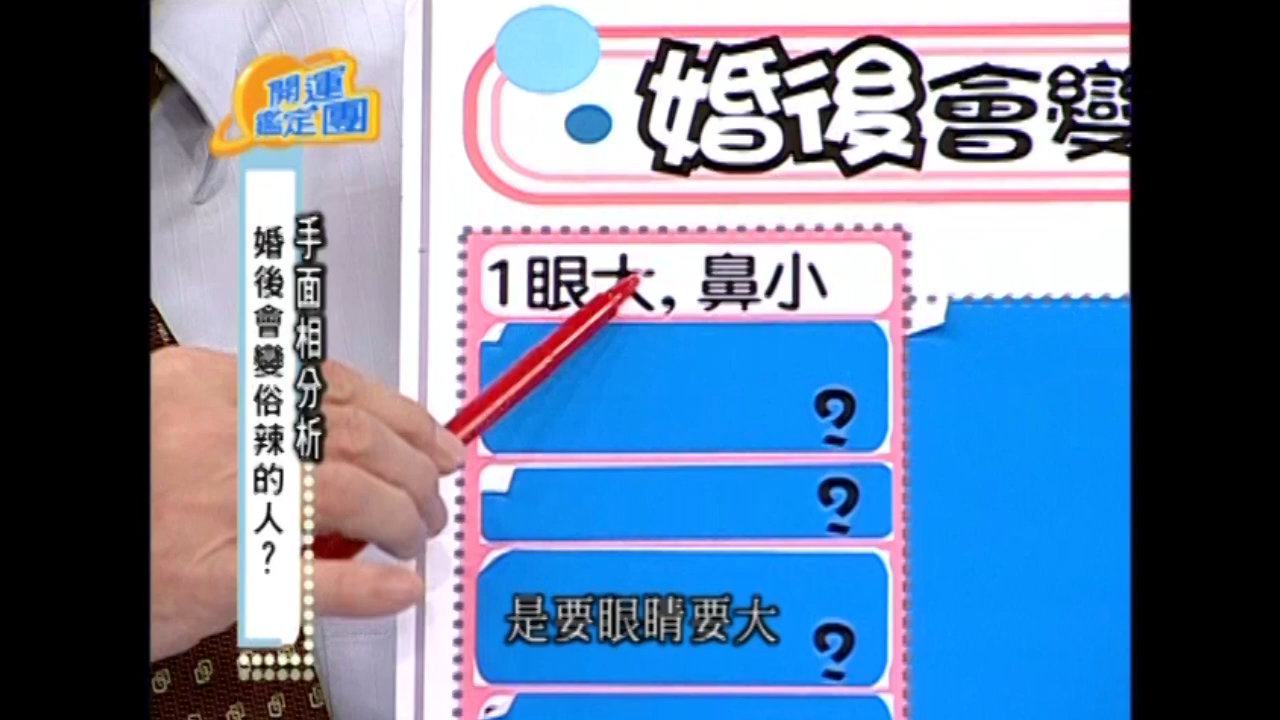 開運
鑑定團
手面相分析
婚後會變俗辣的人?
婚後會變
1眼大,鼻小
?
?
?
是要眼睛要大